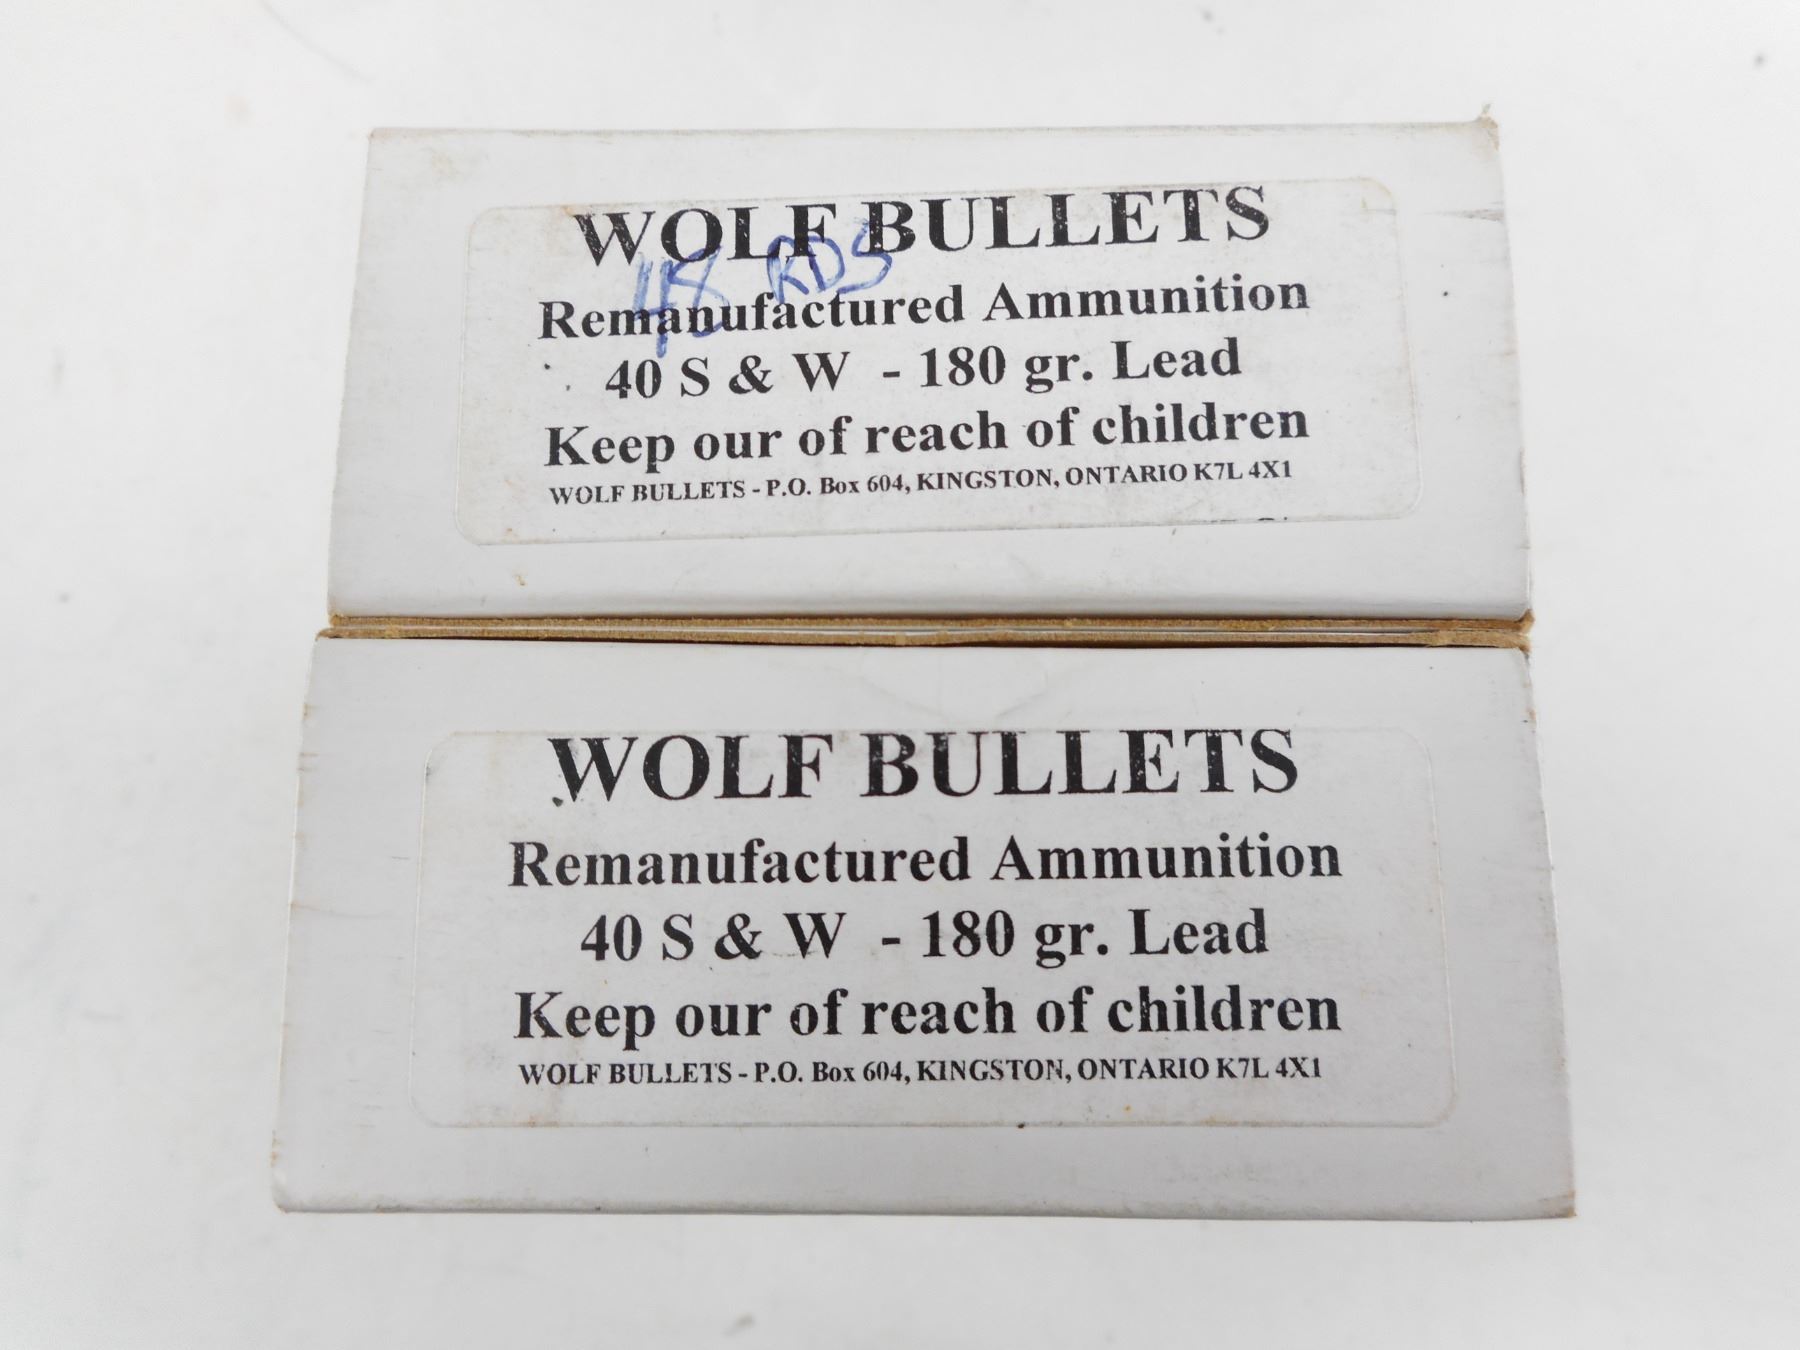 WOLF BULLETS
48 RDS
Remanufactured Ammunition
40 S & W - 180 gr. Lead
Keep our of reach of children
WOLF BULLETS - P.O. Box 604, KINGSTON, ONTARIO K7L 4X1
WOLF BULLETS
Remanufactured Ammunition
40 S & W - 180 gr. Lead
Keep our of reach of children
WOLF BULLETS - P.O. Box 604, KINGSTON, ONTARIO K7L 4X1